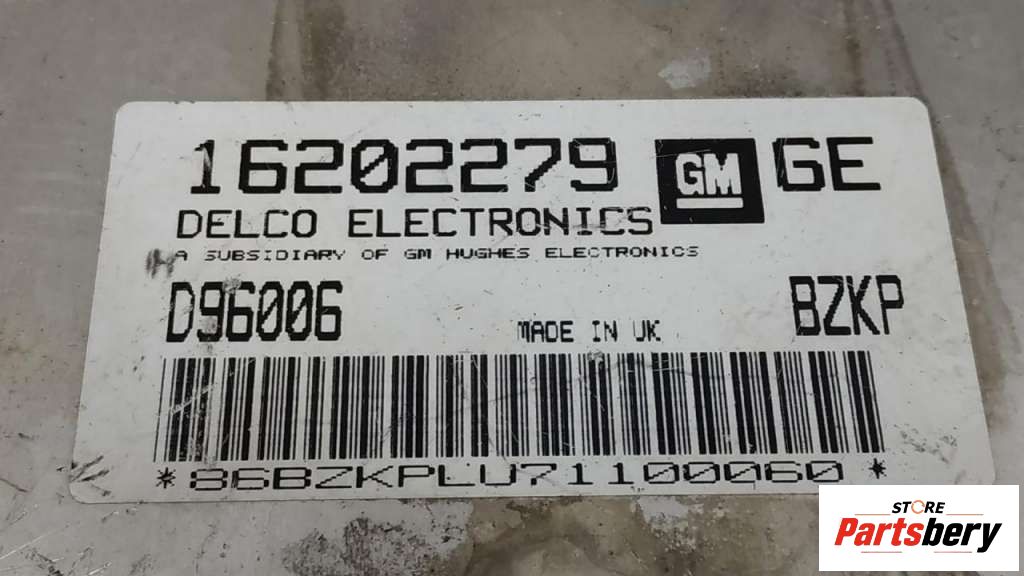 16202279 GM GE
DELCO ELECTRONICS
A SUBSIDIARY OF GM HUGHES ELECTRONICS
D96006 MADE IN UK BZKP
*86BZKPLU71100060*
STORE
Partsbery